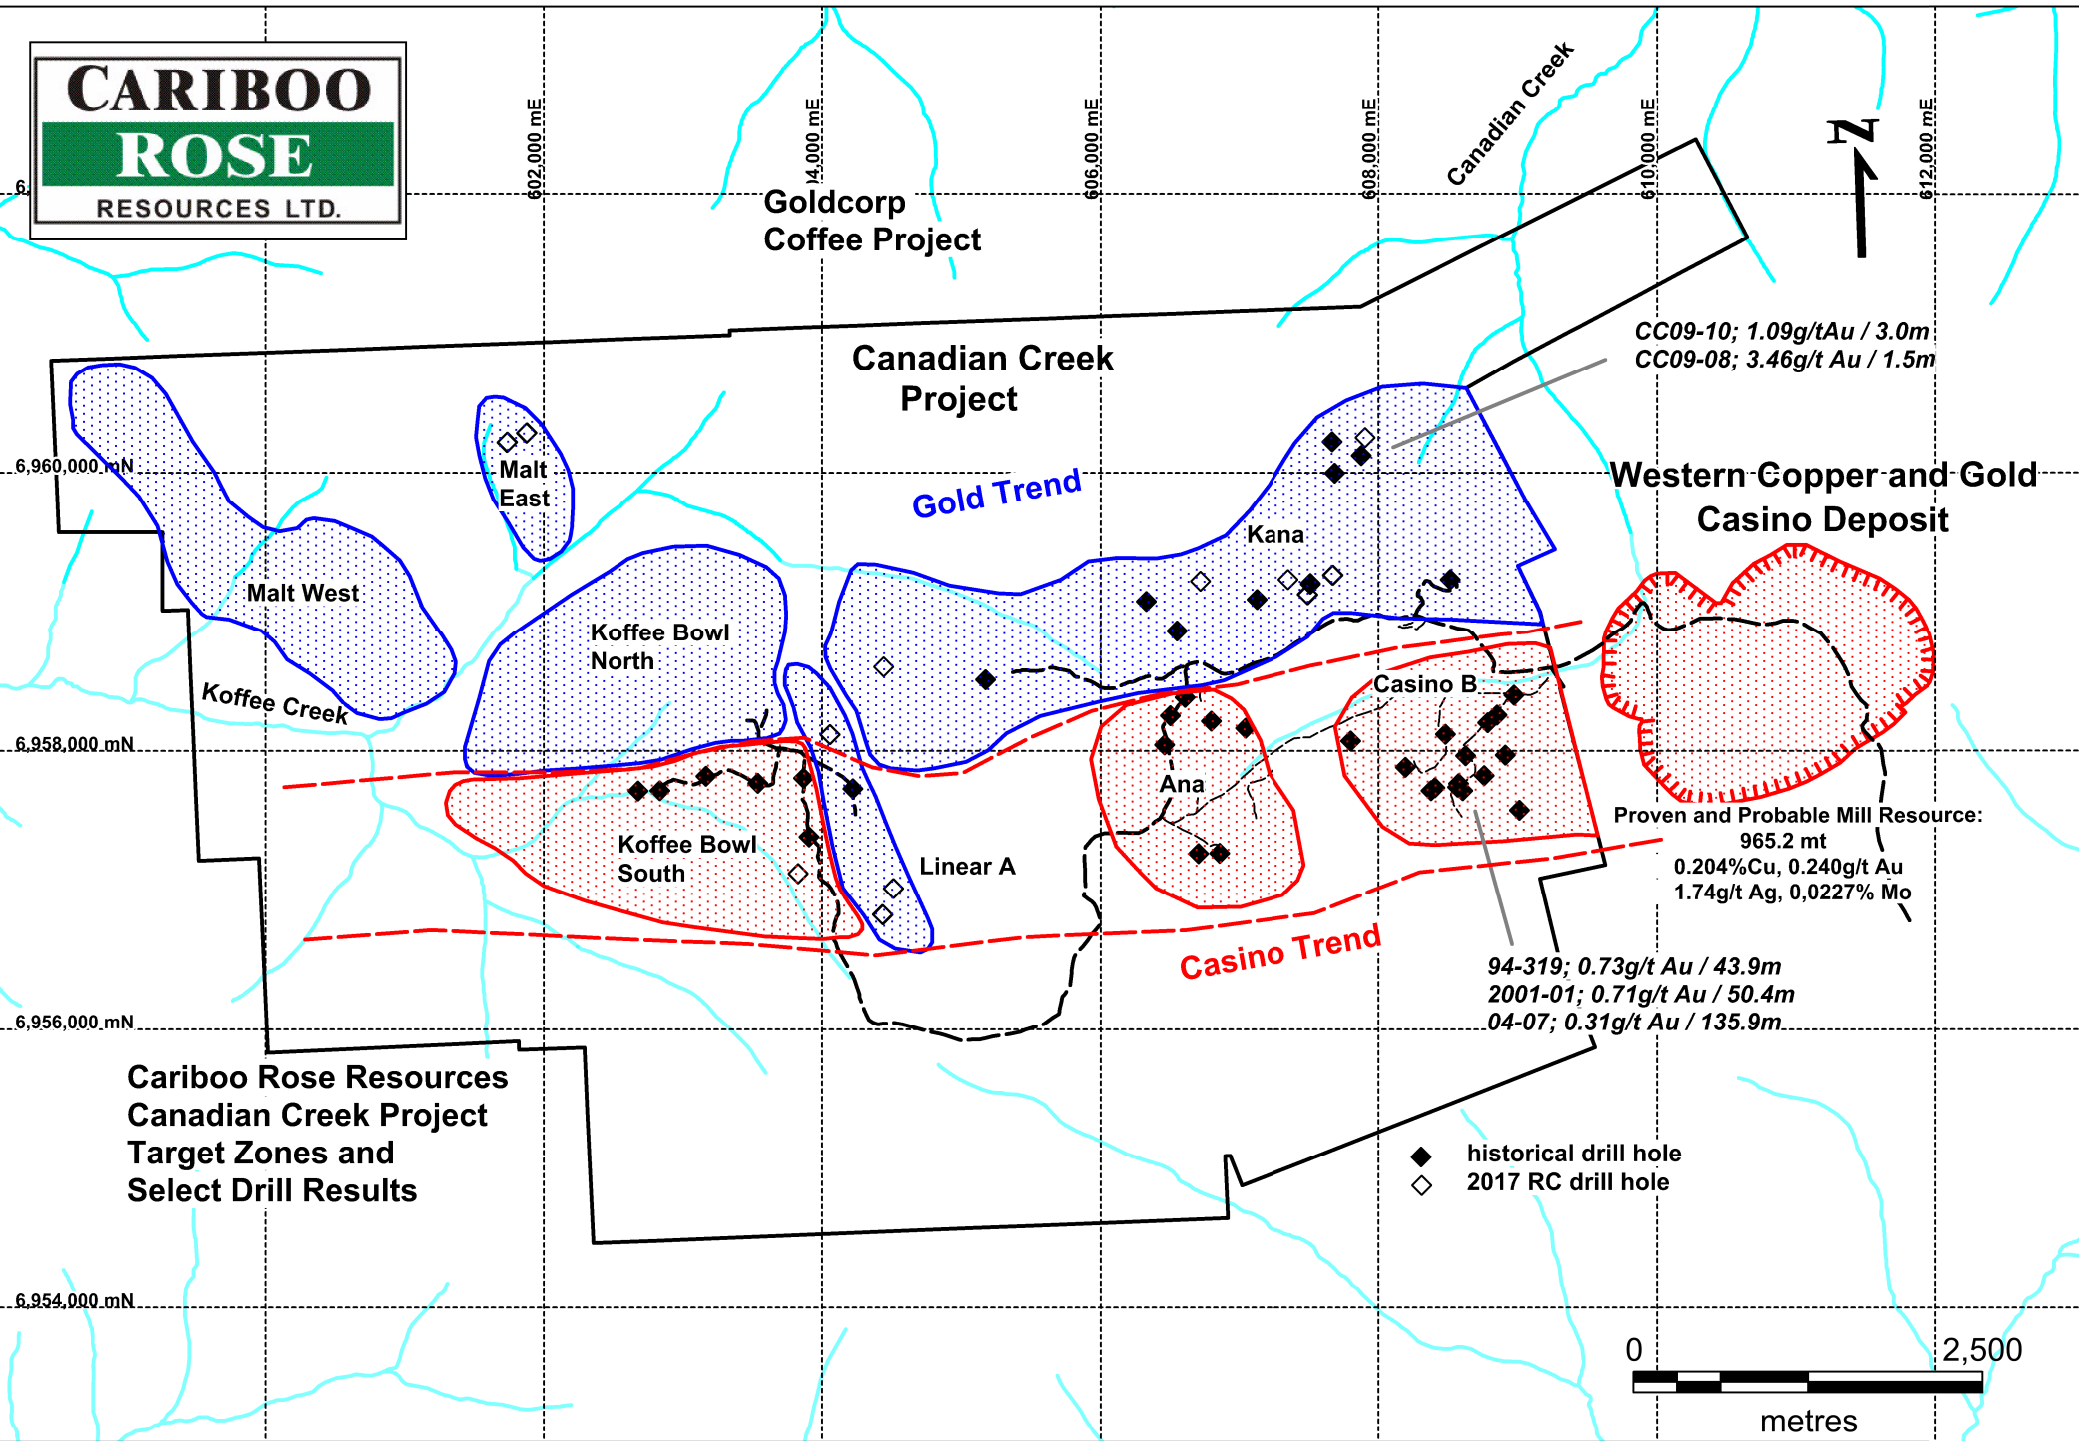 CARIBOO
ROSE
RESOURCES LTD.
602,000 mE
606,000 mE
608,000 mE
610,000 mE
612,000 mE
Canadian Creek
N
Goldcorp
Coffee Project
CC09-10; 1.09g/tAu / 3.0m
CC09-08; 3.46g/t Au / 1.5m
Canadian Creek
Project
6,960,000 mN
Malt
East
Gold Trend
Western Copper and Gold
Casino Deposit
Kana
Malt West
Koffee Bowl
North
Koffee Creek
Casino B
6,958,000 mN
Ana
Proven and Probable Mill Resource:
965.2 mt
0.204%Cu, 0.240g/t Au
1.74g/t Ag, 0,0227% Mo
Koffee Bowl
South
Linear A
Casino Trend
94-319; 0.73g/t Au / 43.9m
2001-01; 0.71g/t Au / 50.4m
04-07; 0.31g/t Au / 135.9m
6,956,000 mN
Cariboo Rose Resources
Canadian Creek Project
Target Zones and
Select Drill Results
historical drill hole
2017 RC drill hole
6,954,000 mN
0 2,500
metres